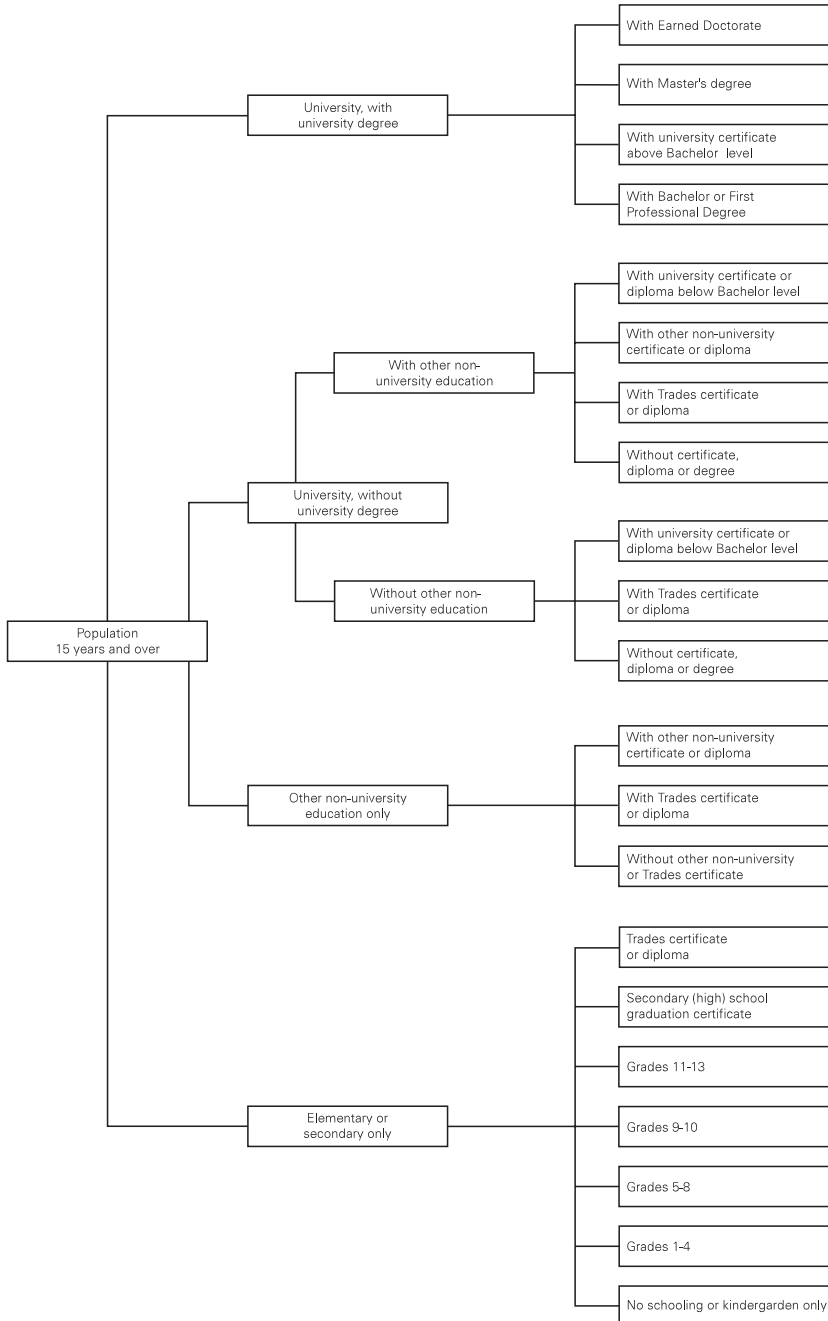 With Earned Doctorate
With Master's degree
University, with
university degree
With university certificate
above Bachelor level
With Bachelor or First
Professional Degree
With university certificate or
diploma below Bachelor level
With other non-university
certificate or diploma
With other non-
university education
With Trades certificate
or diploma
Without certificate,
diploma or degree
University, without
university degree
With university certificate or
diploma below Bachelor level
Without other non-
university education
With Trades certificate
or diploma
Without certificate,
diploma or degree
Population
15 years and over
With other non-university
certificate or diploma
Other non-university
education only
With Trades certificate
or diploma
Without other non-university
or Trades certificate
Trades certificate
or diploma
Secondary (high) school
graduation certificate
Grades 11-13
Elementary or
secondary only
Grades 9-10
Grades 5-8
Grades 1-4
No schooling or kindergarden only